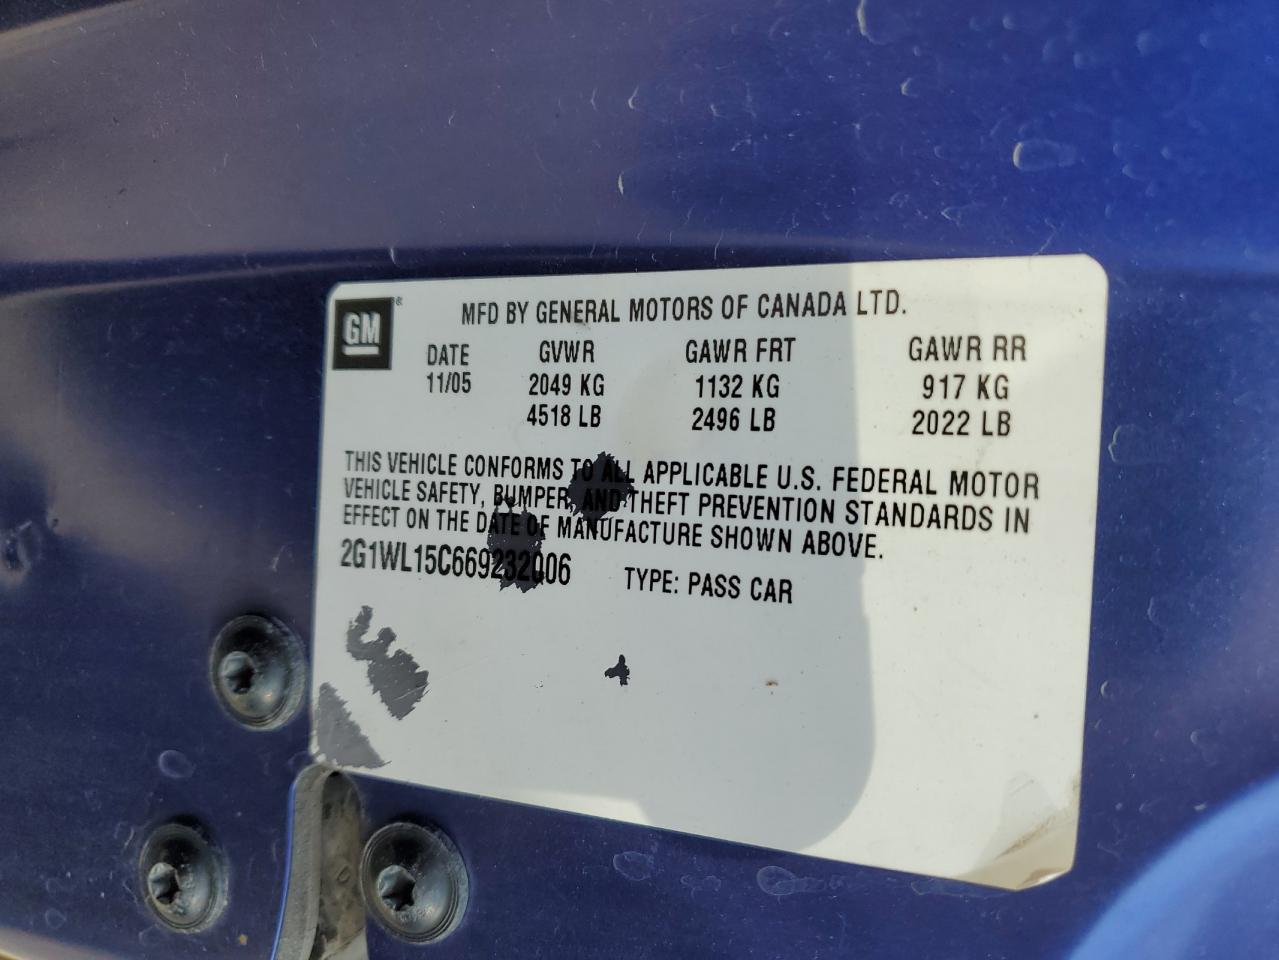 GM ®
MFD BY GENERAL MOTORS OF CANADA LTD.
DATE GVWR GAWR FRT GAWR RR
11/05 2049 KG 1132 KG 917 KG
4518 LB 2496 LB 2022 LB
THIS VEHICLE CONFORMS TO ALL APPLICABLE U.S. FEDERAL MOTOR
VEHICLE SAFETY, BUMPER, AND THEFT PREVENTION STANDARDS IN
EFFECT ON THE DATE OF MANUFACTURE SHOWN ABOVE.
2G1WL15C669232006 TYPE: PASS CAR